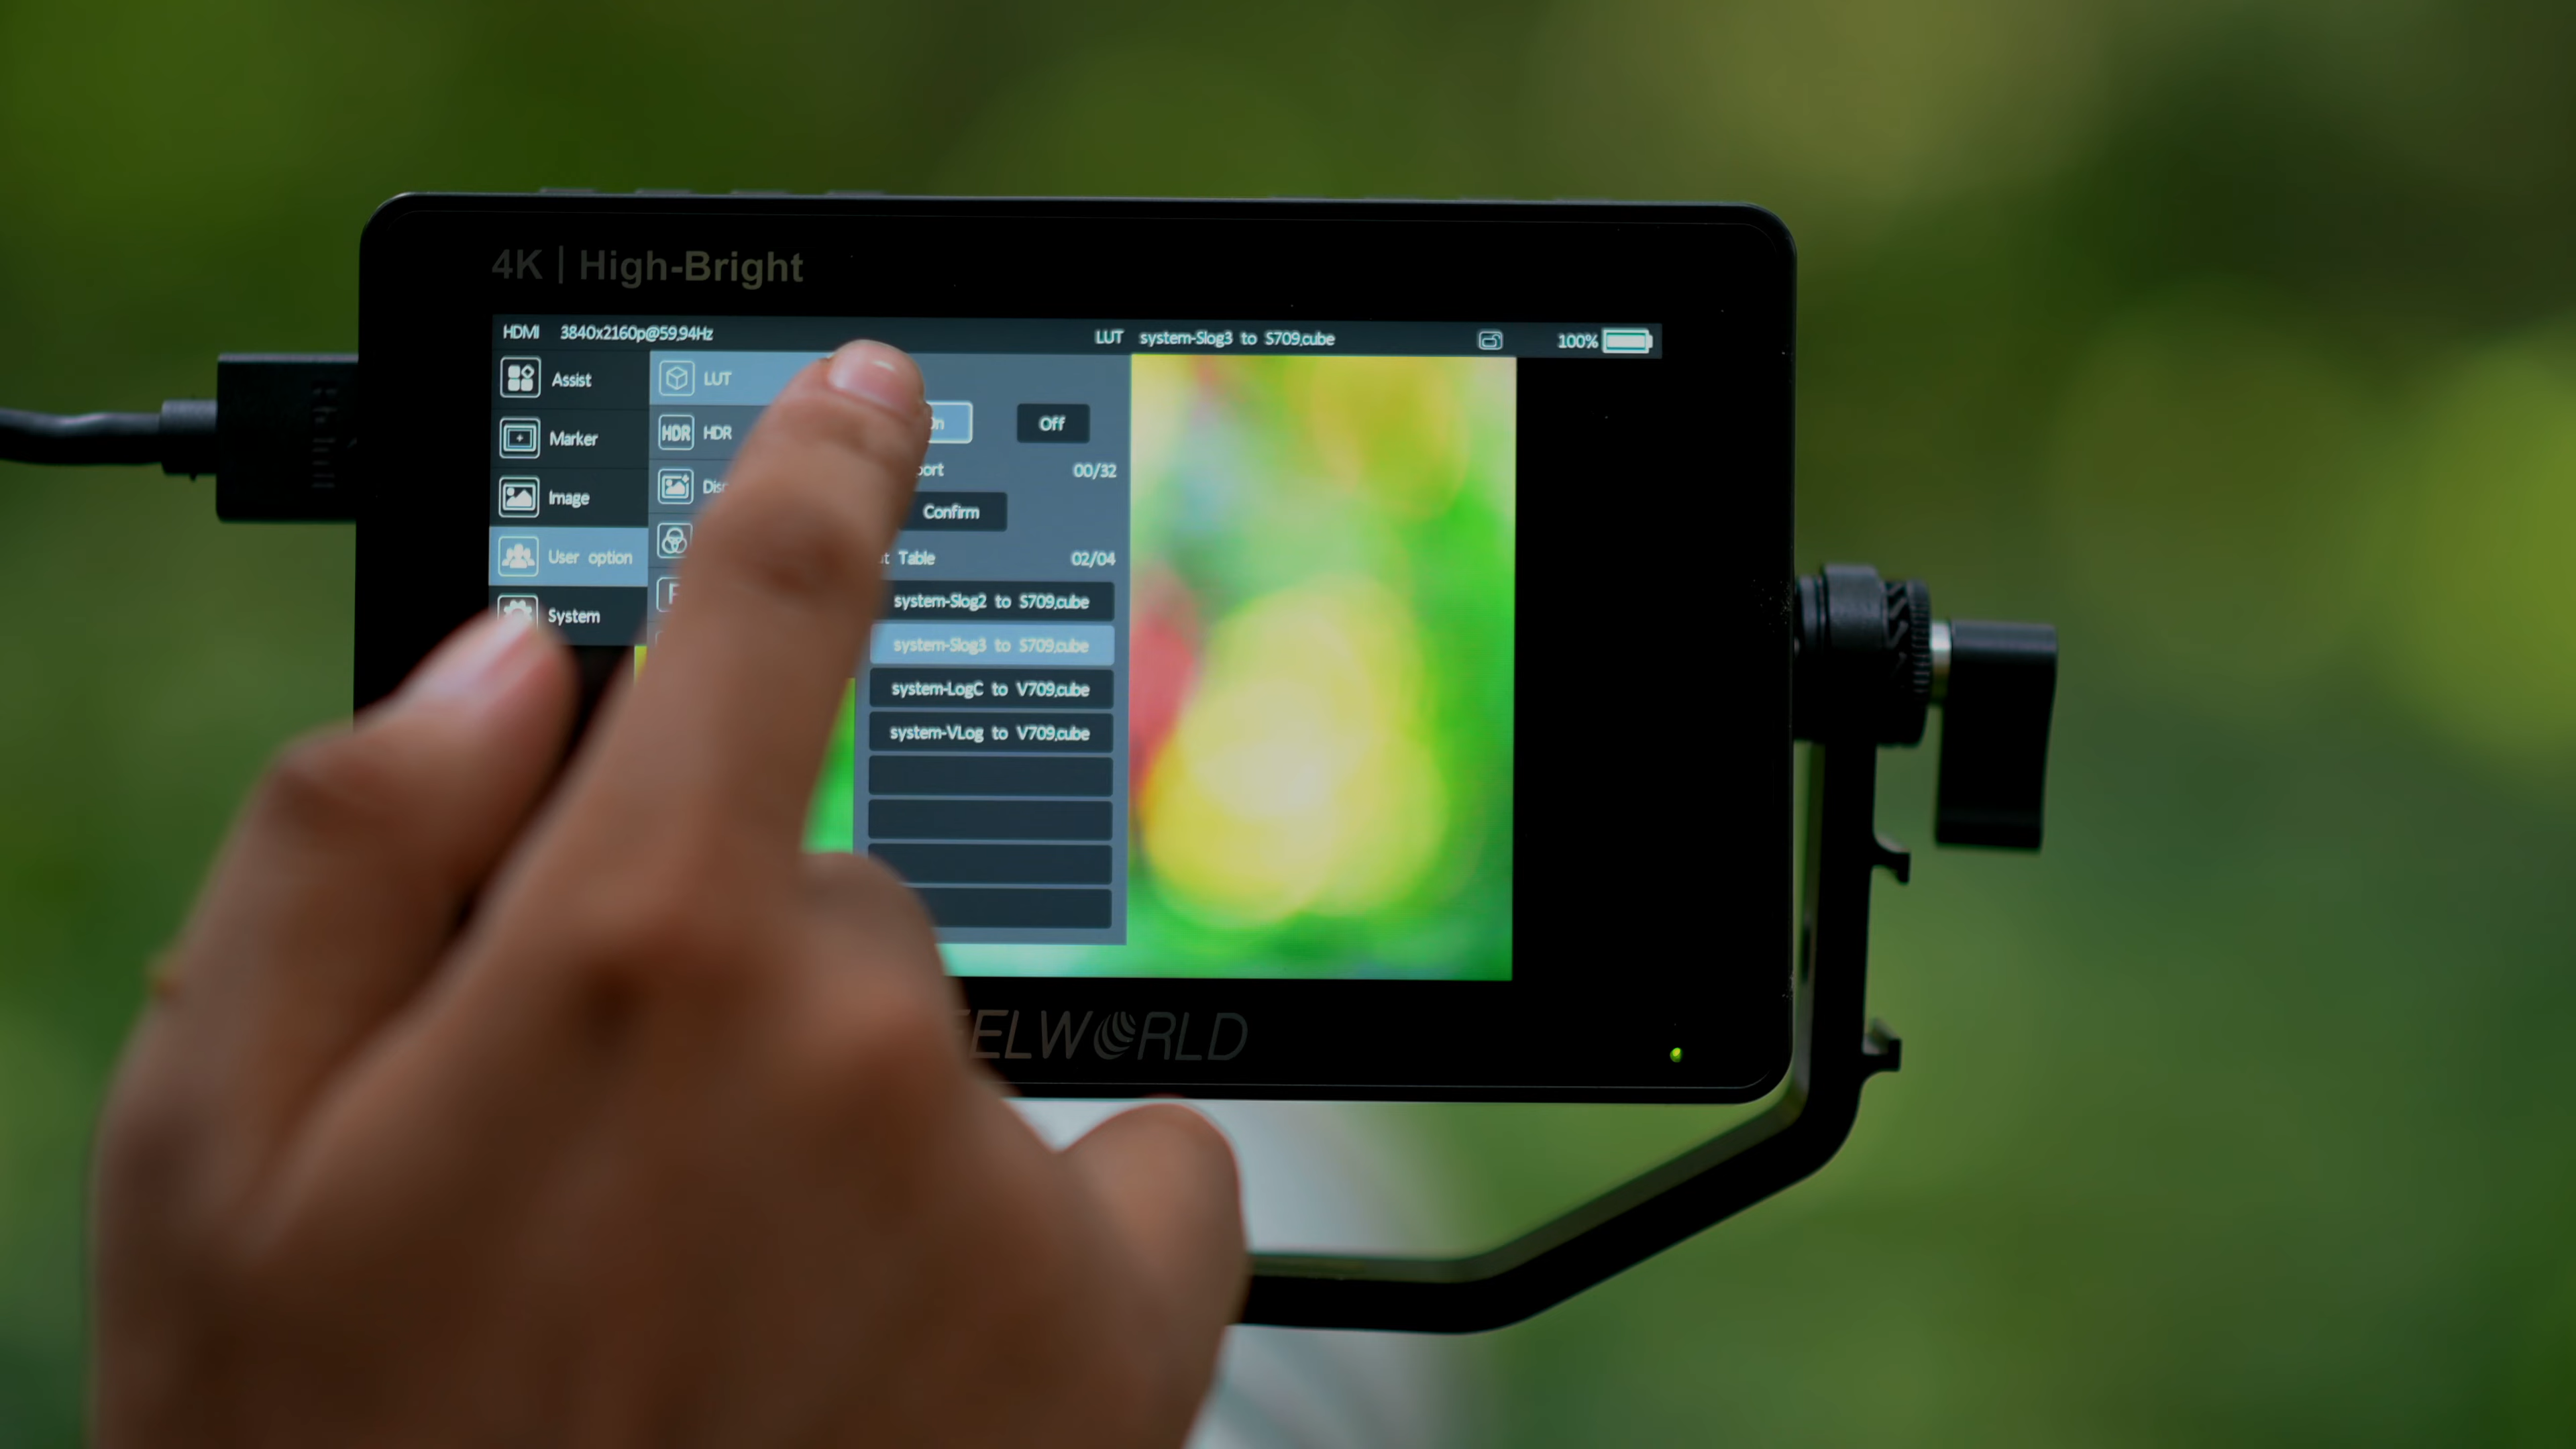 4K | High-Bright
HDMI 3840x2160p@59.94Hz LUT system-Slog3 to S709.cube 100%
Assist
Marker
Image
User option
System
LUT
HDR HDR
Off
00/32
Confirm
Table 02/04
system-Slog2 to S709.cube
system-Slog3 to S709.cube
system-LogC to V709.cube
system-VLog to V709.cube
ELWORLD